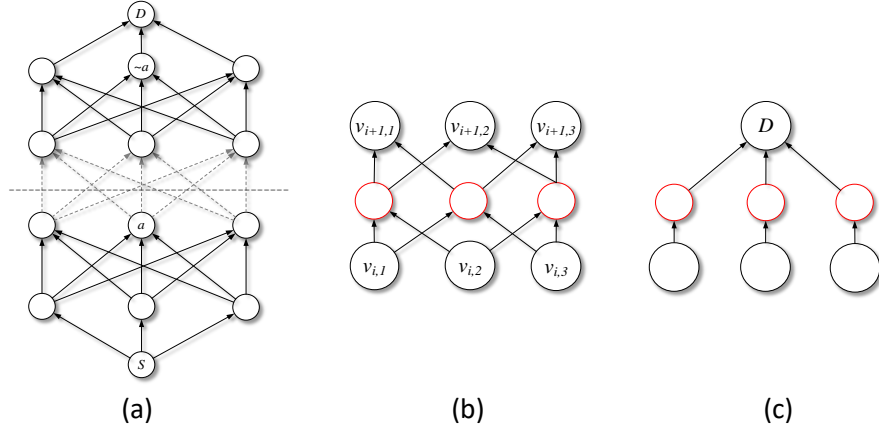 D
~a
a
S
(a)
v_{i+1,1} v_{i+1,2} v_{i+1,3}
v_{i,1} v_{i,2} v_{i,3}
(b)
D
(c)